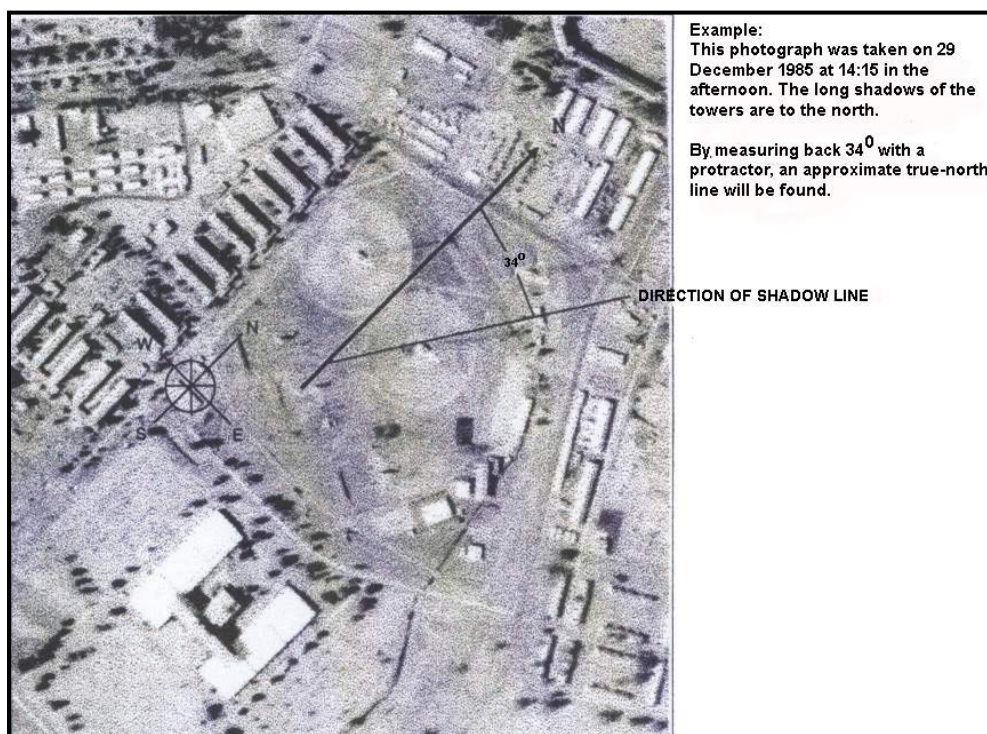 Example:
This photograph was taken on 29
December 1985 at 14:15 in the
afternoon. The long shadows of the
towers are to the north.
By measuring back 34⁰ with a
protractor, an approximate true-north
line will be found.
N
34⁰
DIRECTION OF SHADOW LINE
W
N
S
E